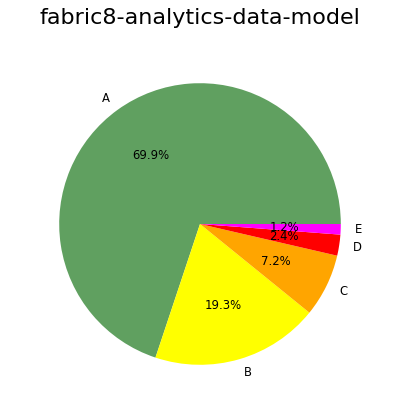 fabric8-analytics-data-model
A
69.9%
1.2%
E
2.4%
D
7.2%
C
19.3%
B